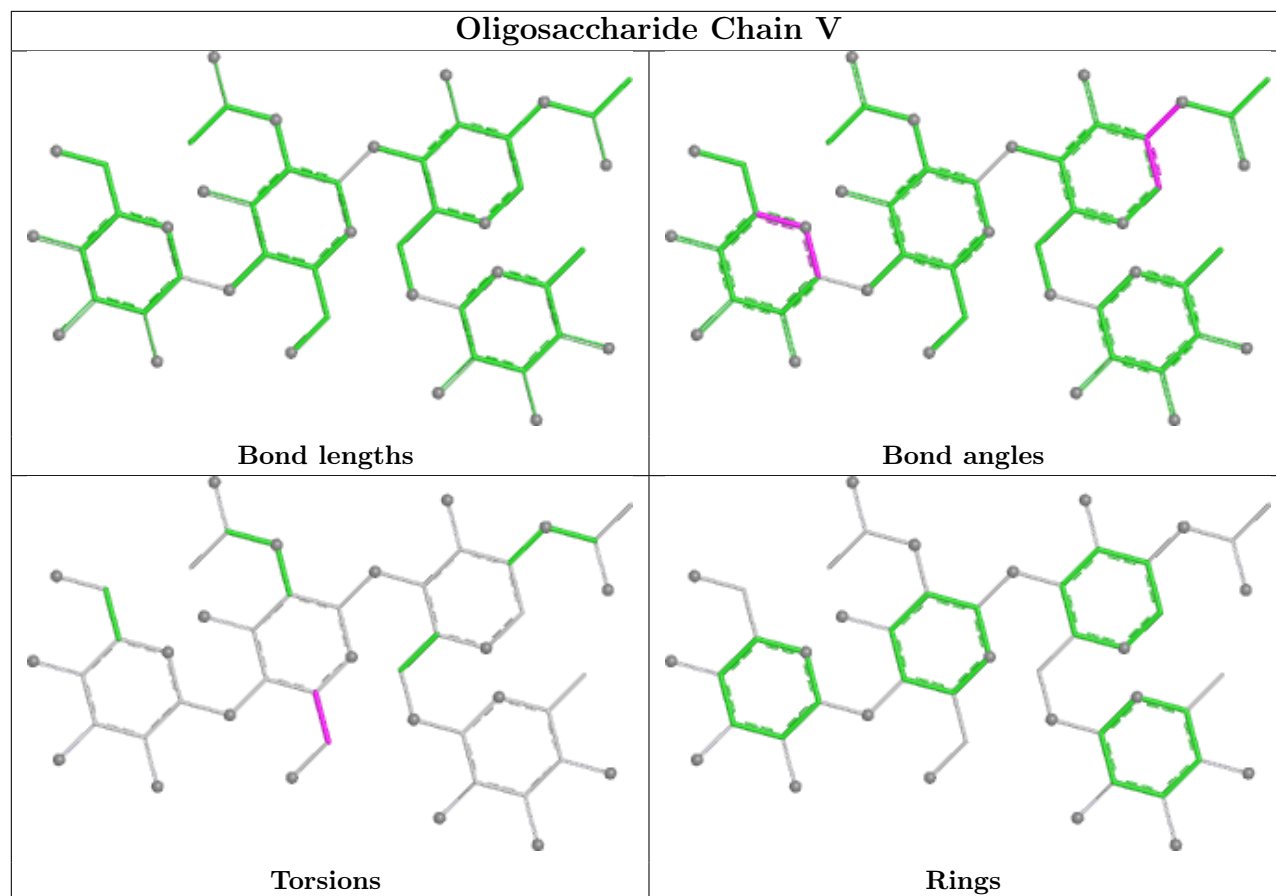 Oligosaccharide Chain V
Bond lengths
Bond angles
Torsions
Rings